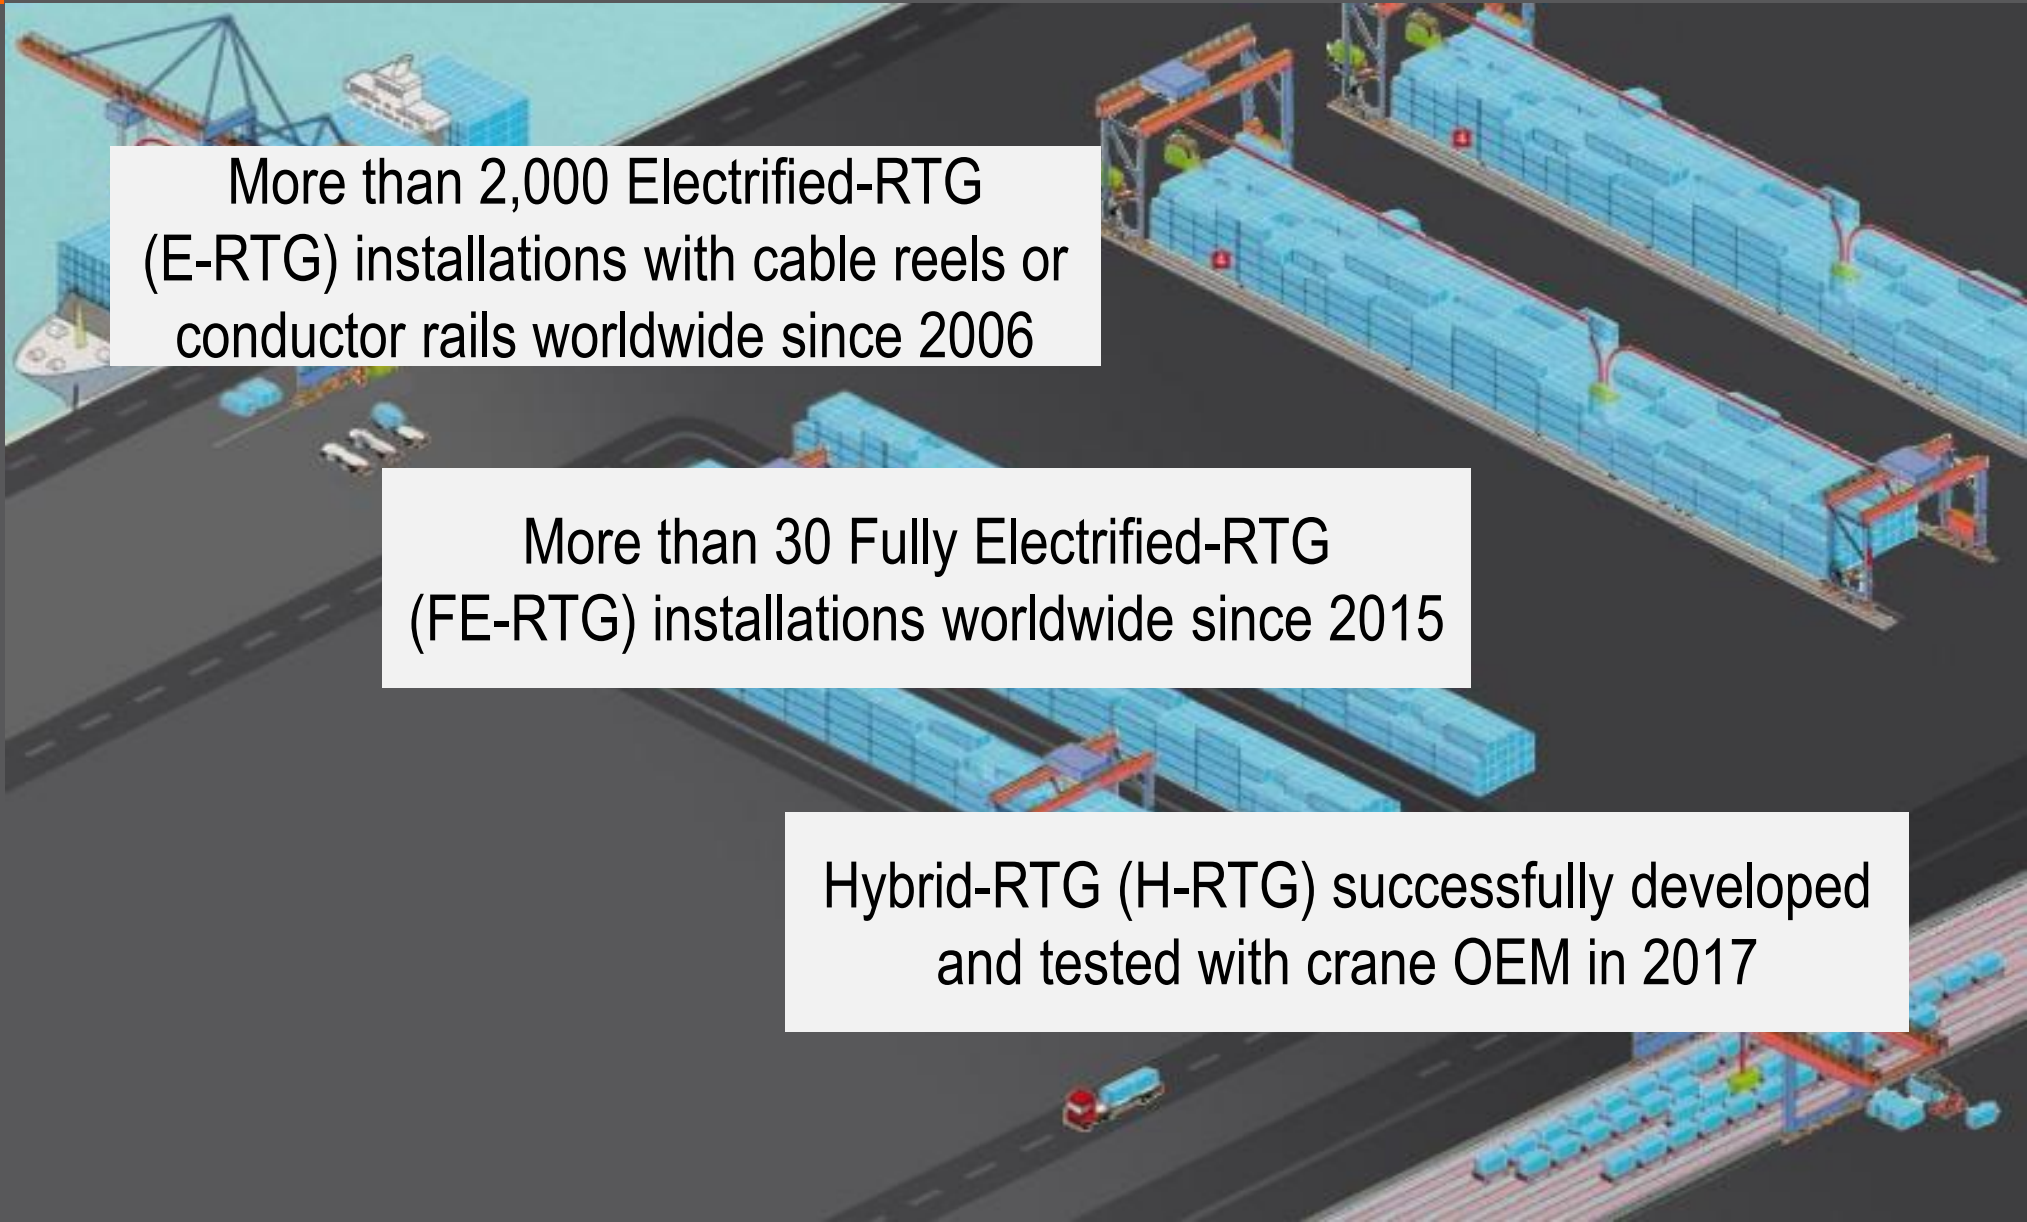 More than 2,000 Electrified-RTG
(E-RTG) installations with cable reels or
conductor rails worldwide since 2006
More than 30 Fully Electrified-RTG
(FE-RTG) installations worldwide since 2015
Hybrid-RTG (H-RTG) successfully developed
and tested with crane OEM in 2017